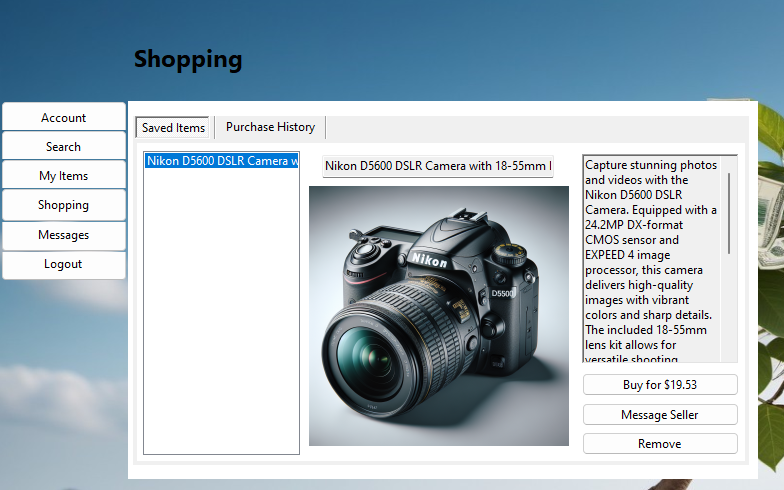 Shopping
Account
Search
My Items
Shopping
Messages
Logout
Saved Items
Purchase History
Nikon D5600 DSLR Camera w
Nikon D5600 DSLR Camera with 18-55mm l
Nikon
D5500
Capture stunning photos
and videos with the
Nikon D5600 DSLR
Camera. Equipped with a
24.2MP DX-format
CMOS sensor and
EXPEED 4 image
processor, this camera
delivers high-quality
images with vibrant
colors and sharp details.
The included 18-55mm
lens kit allows for
versatile shooting
Buy for $19.53
Message Seller
Remove